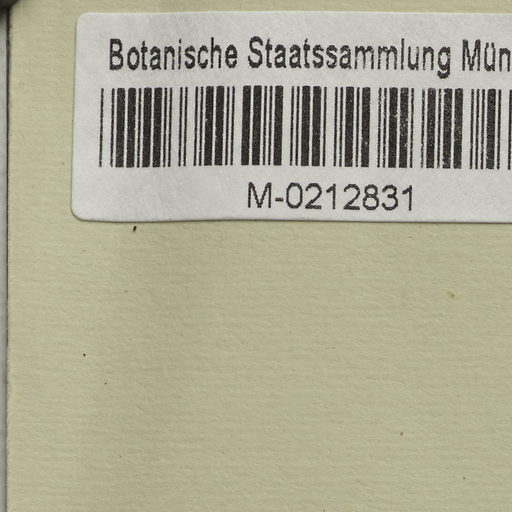 Botanische Staatssammlung Mün
M-0212831